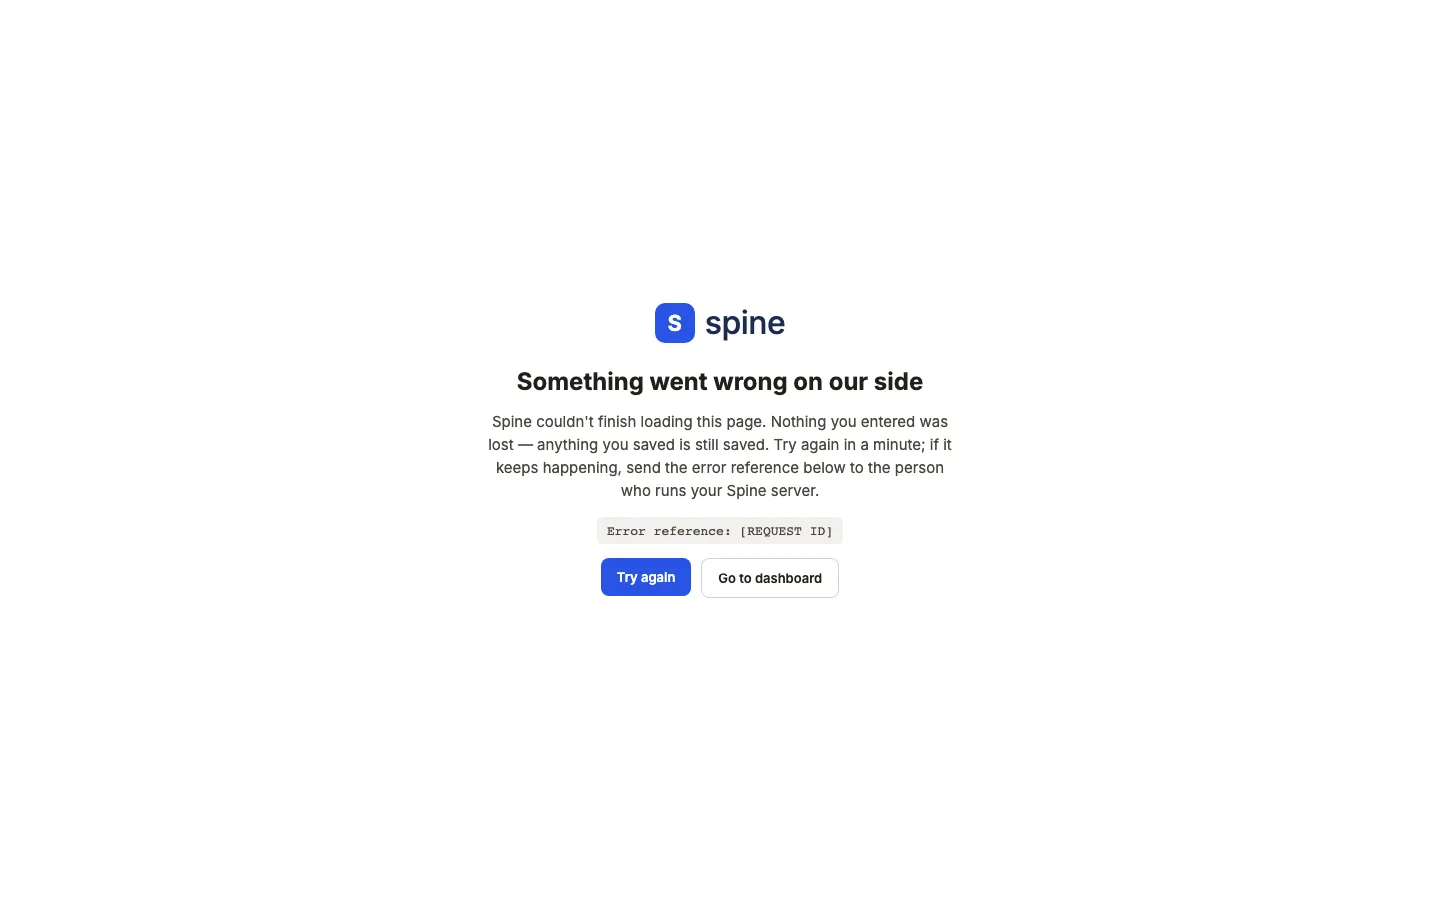 S spine
Something went wrong on our side
Spine couldn't finish loading this page. Nothing you entered was
lost — anything you saved is still saved. Try again in a minute; if it
keeps happening, send the error reference below to the person
who runs your Spine server.
Error reference: [REQUEST ID]
Try again Go to dashboard